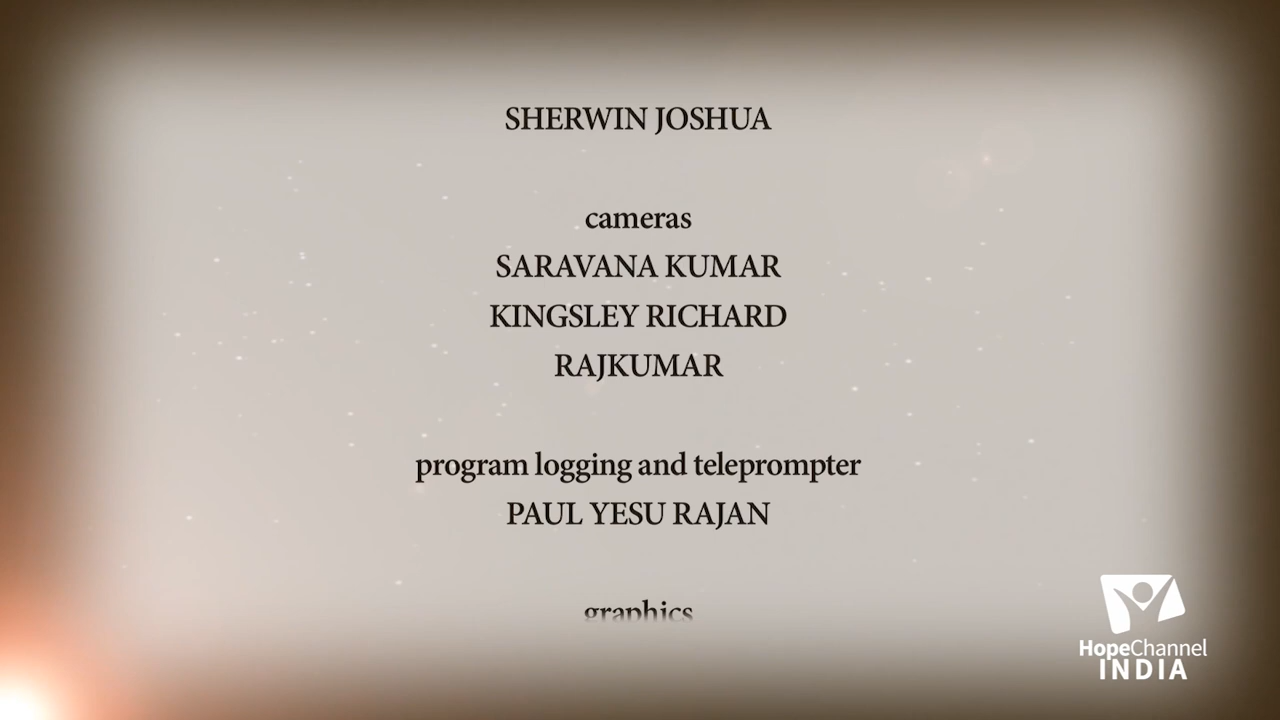 SHERWIN JOSHUA
cameras
SARAVANA KUMAR
KINGSLEY RICHARD
RAJKUMAR
program logging and teleprompter
PAUL YESU RAJAN
graphics
HopeChannel
INDIA